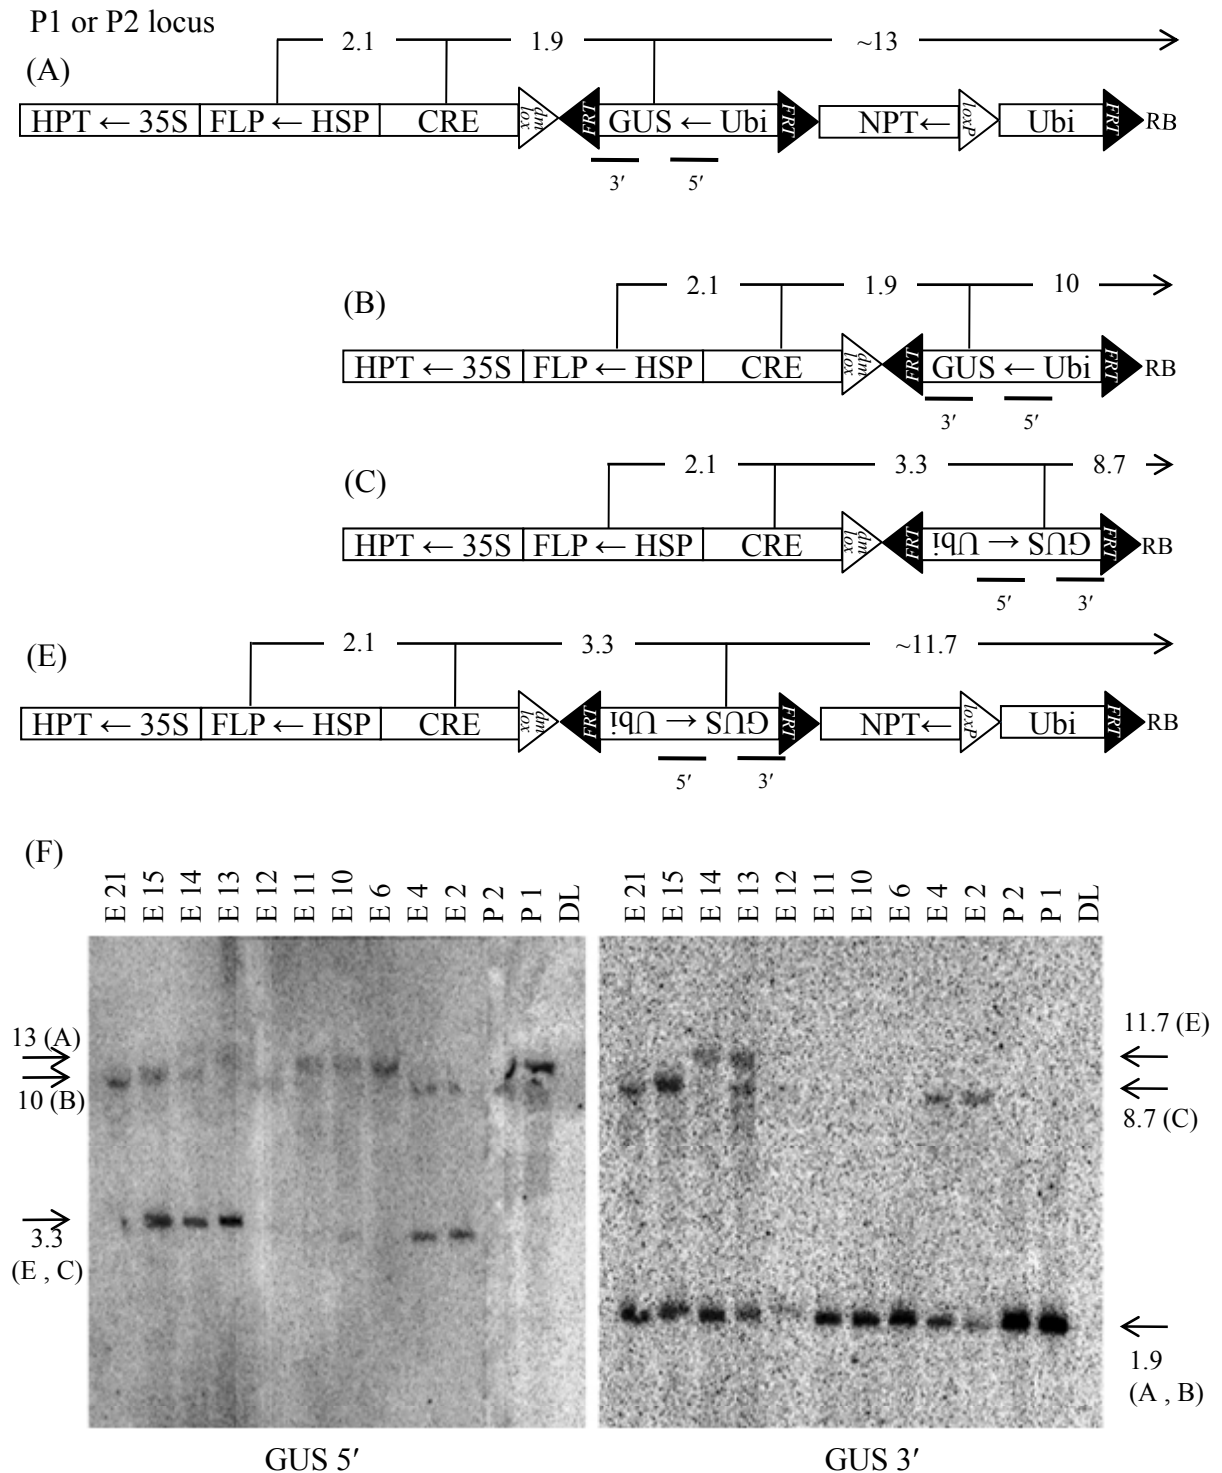 P1 or P2 locus
(A)
2.1 1.9 ~13
HPT ← 35S FLP ← HSP CRE dm lox FRT GUS ← Ubi FRT NPT ← loxP Ubi FRT RB
3′ 5′
(B)
2.1 1.9 10
HPT ← 35S FLP ← HSP CRE dm lox FRT GUS ← Ubi FRT RB
3′ 5′
(C)
2.1 3.3 8.7
HPT ← 35S FLP ← HSP CRE dm lox FRT GUS ← Ubi FRT RB
5′ 3′
(E)
2.1 3.3 ~11.7
HPT ← 35S FLP ← HSP CRE dm lox FRT GUS ← Ubi FRT NPT ← loxP Ubi FRT RB
5′ 3′
(F)
E 21 E 15 E 14 E 13 E 12 E 11 E 10 E 6 E 4 E 2 P 2 P 1 DL
E 21 E 15 E 14 E 13 E 12 E 11 E 10 E 6 E 4 E 2 P 2 P 1 DL
13 (A)
10 (B)
3.3
(E , C)
11.7 (E)
8.7 (C)
1.9
(A , B)
GUS 5′ GUS 3′